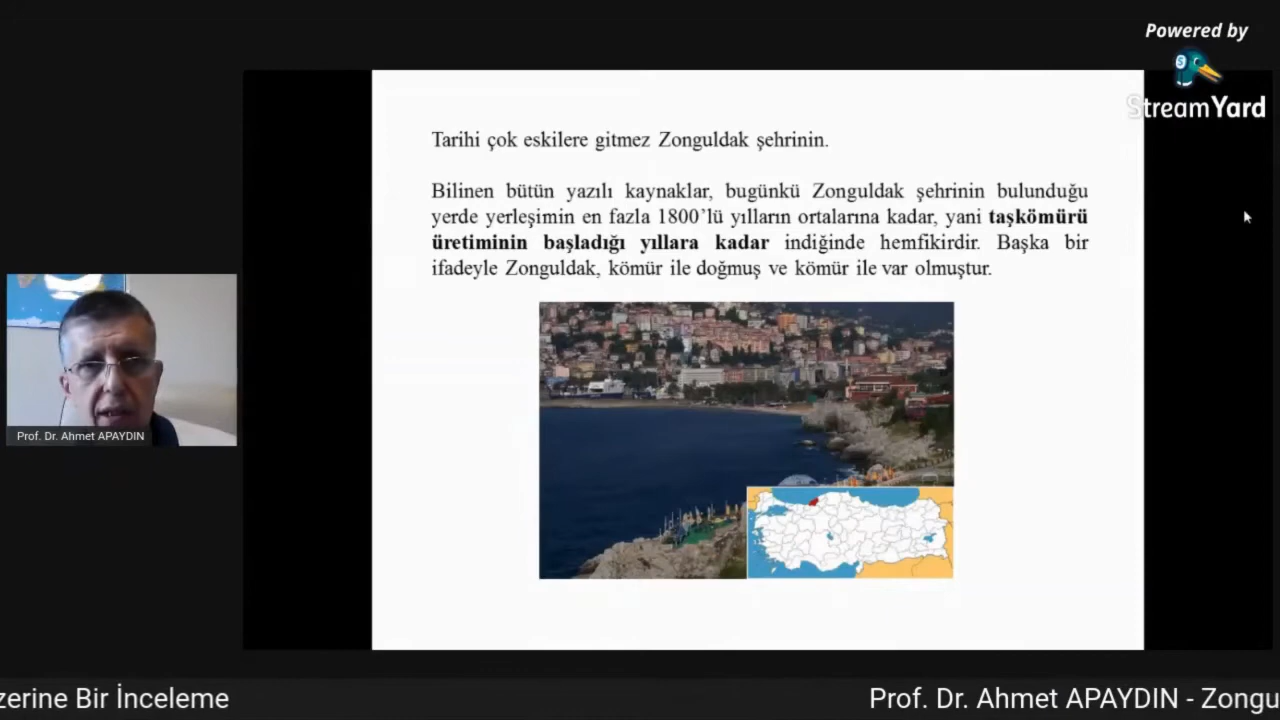 Powered by
StreamYard
Tarihi çok eskilere gitmez Zonguldak şehrinin.
Bilinen bütün yazılı kaynaklar, bugünkü Zonguldak şehrinin bulunduğu
yerde yerleşimin en fazla 1800’lü yılların ortalarına kadar, yani taşkömürü
üretiminin başladığı yıllara kadar indiğinde hemfikirdir. Başka bir
ifadeyle Zonguldak, kömür ile doğmuş ve kömür ile var olmuştur.
Prof. Dr. Ahmet APAYDIN
zerine Bir İnceleme
Prof. Dr. Ahmet APAYDIN - Zongu